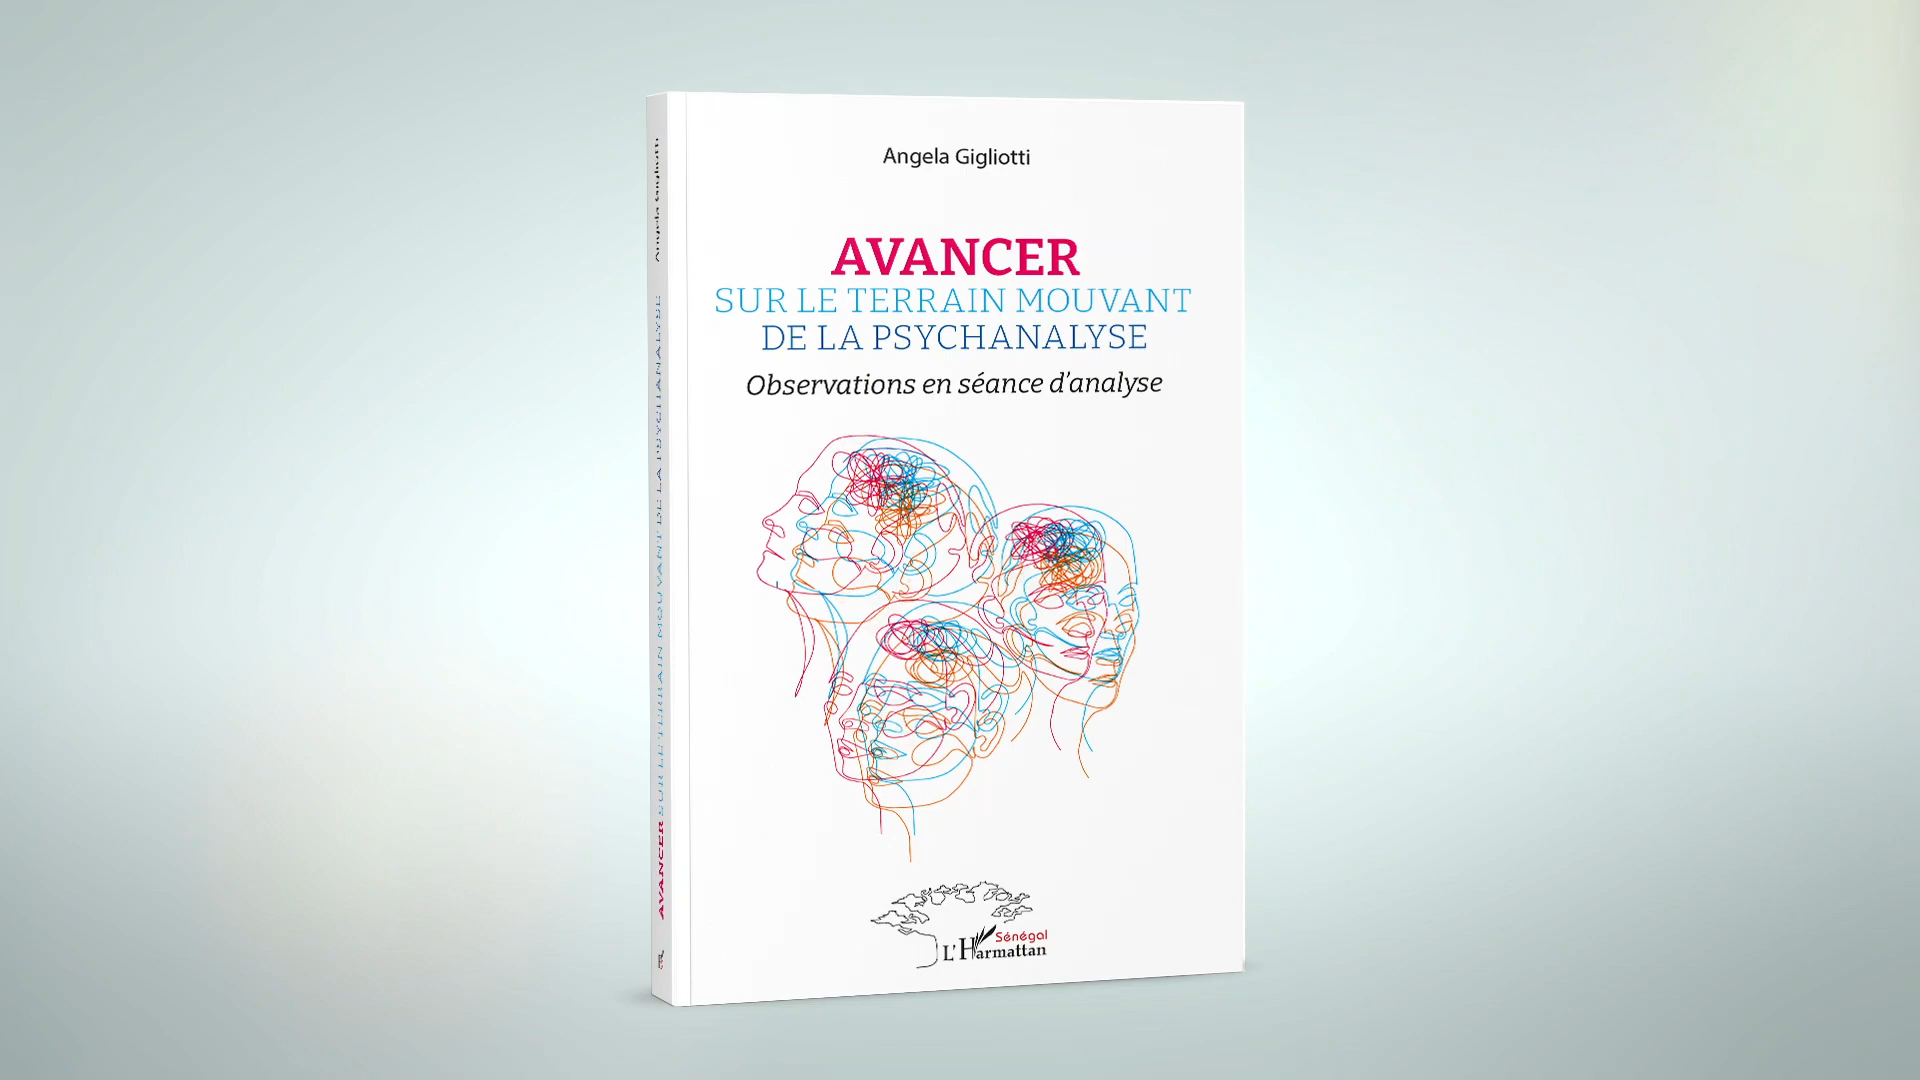 Angela Gigliotti
AVANCER
SUR LE TERRAIN MOUVANT
DE LA PSYCHANALYSE
Observations en séance d'analyse
Sénégal
L'Harmattan
Angela Gigliotti
AVANCER SUR LE TERRAIN MOUVANT DE LA PSYCHANALYSE